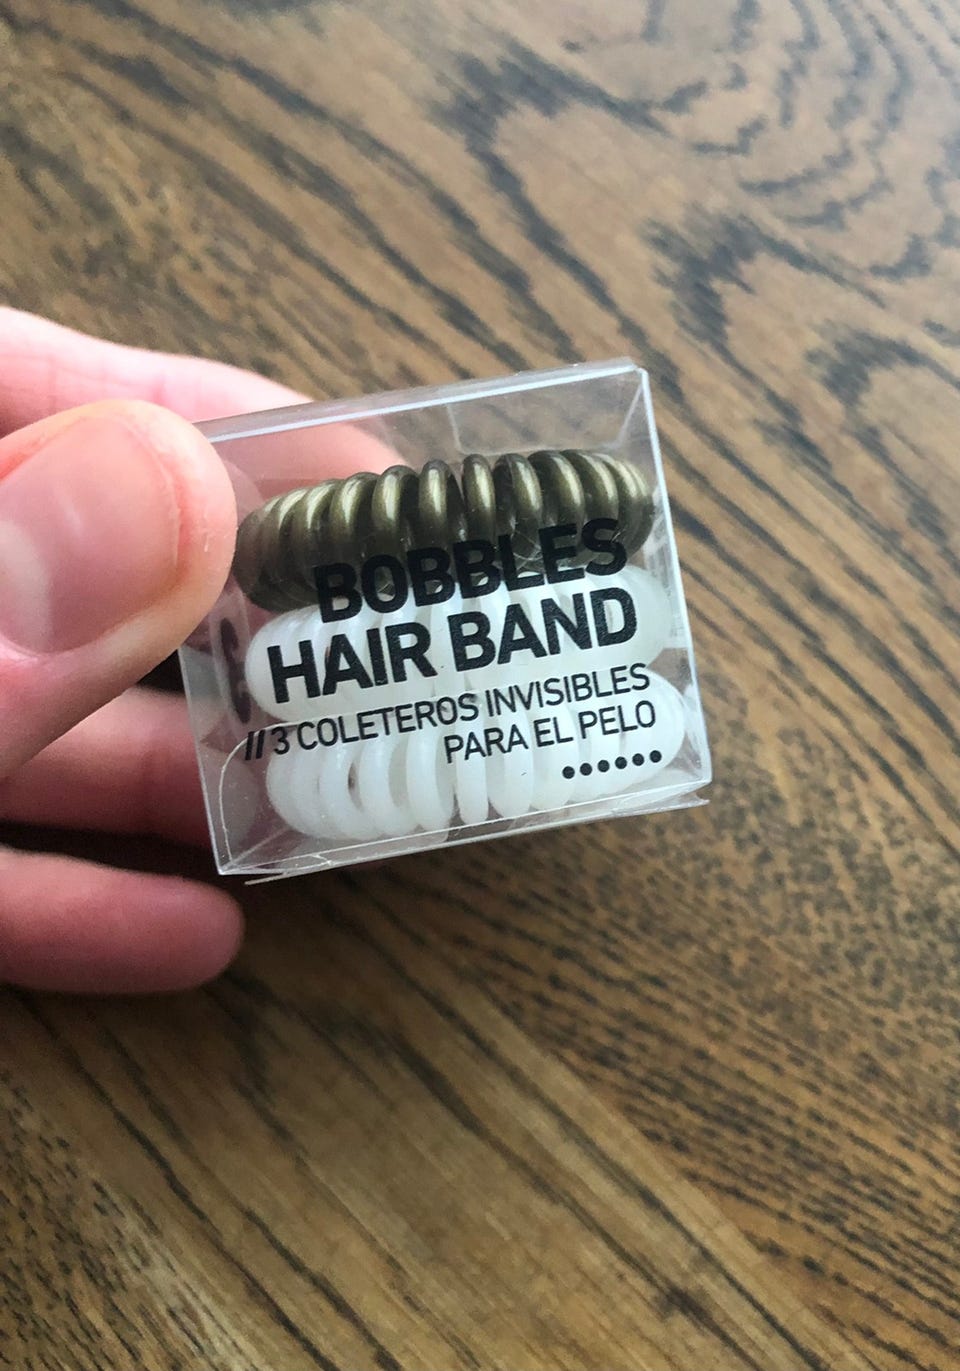 BOBBLES
HAIR BAND
//3 COLETEROS INVISIBLES
PARA EL PELO